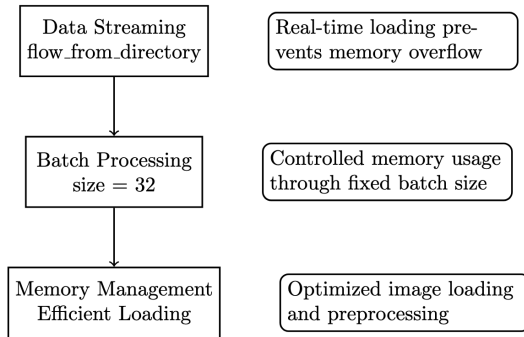 Data Streaming
flow_from_directory
Real-time loading pre-
vents memory overflow
Batch Processing
size = 32
Controlled memory usage
through fixed batch size
Memory Management
Efficient Loading
Optimized image loading
and preprocessing